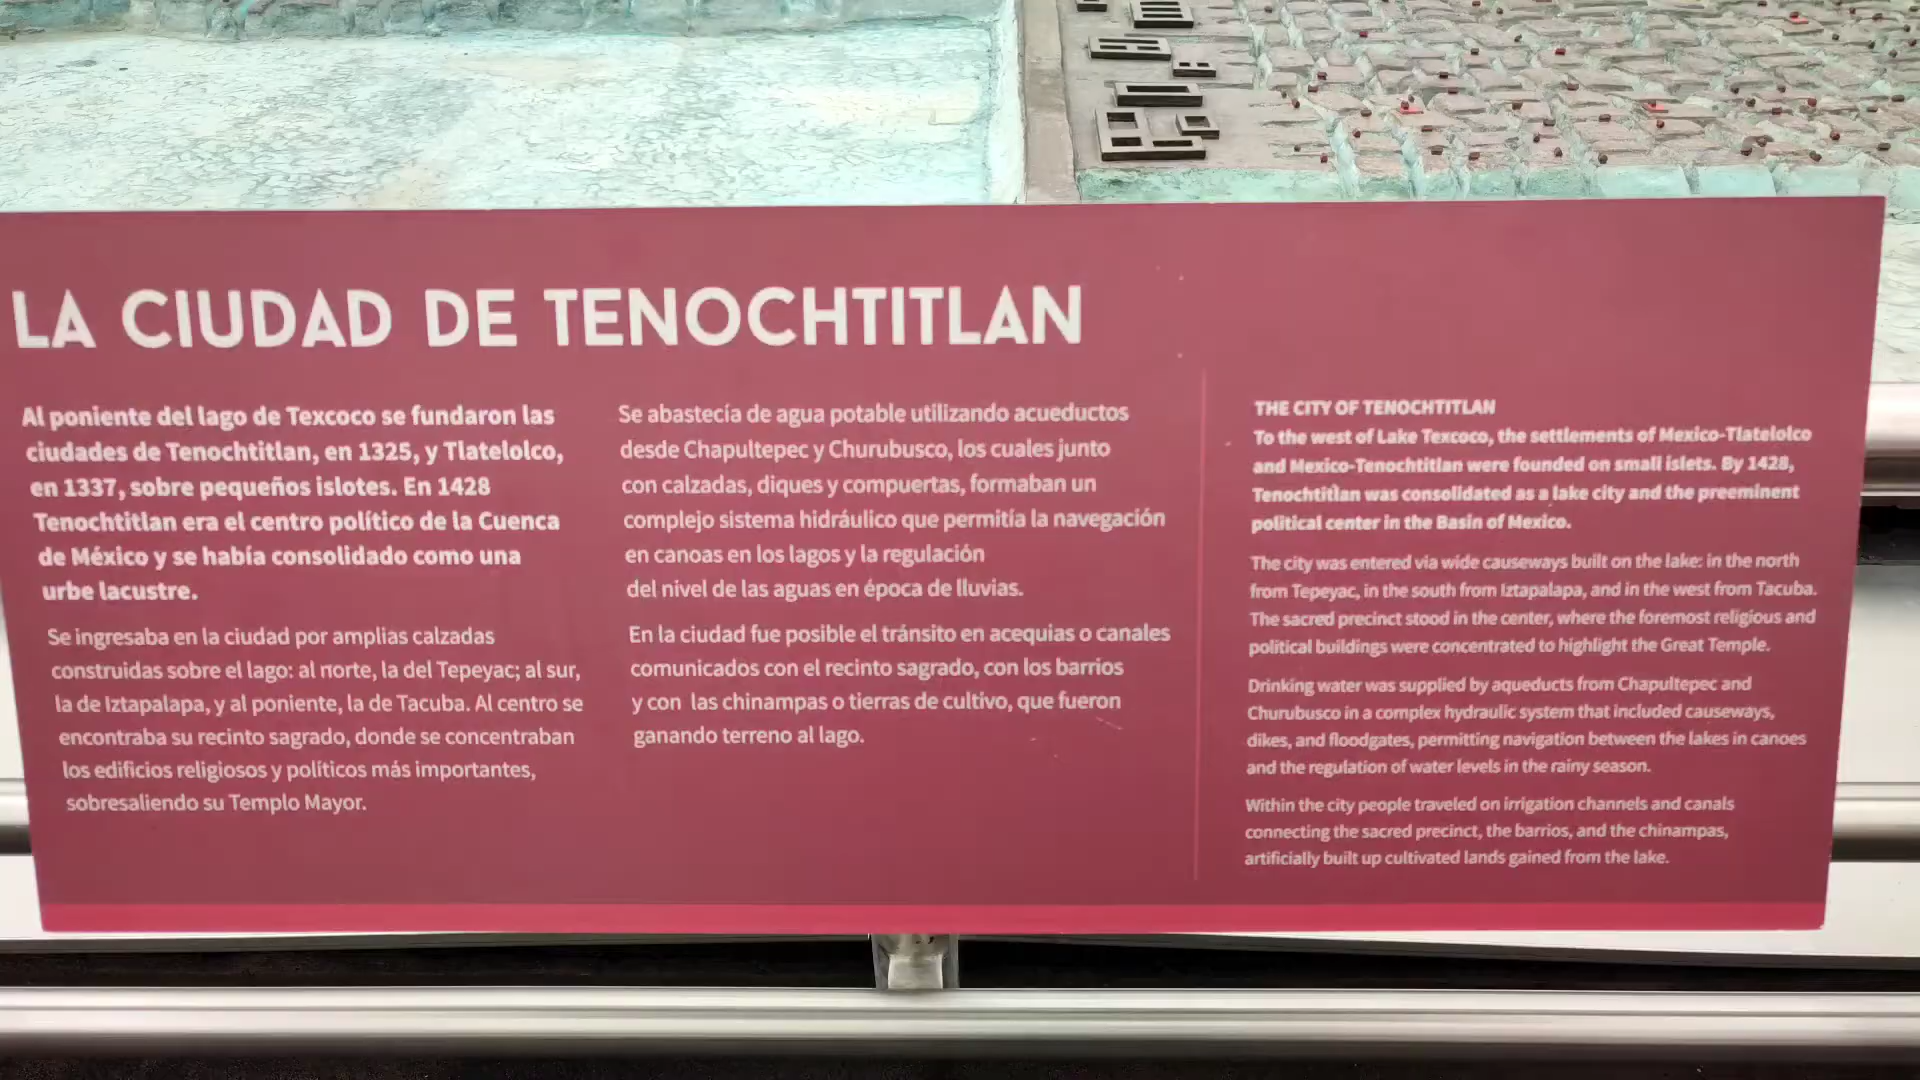 LA CIUDAD DE TENOCHTITLAN
Al poniente del lago de Texcoco se fundaron las
ciudades de Tenochtitlan, en 1325, y Tlatelolco,
en 1337, sobre pequeños islotes. En 1428
Tenochtitlan era el centro político de la Cuenca
de México y se había consolidado como una
urbe lacustre.
Se ingresaba en la ciudad por amplias calzadas
construidas sobre el lago: al norte, la del Tepeyac; al sur,
la de Iztapalapa, y al poniente, la de Tacuba. Al centro se
encontraba su recinto sagrado, donde se concentraban
los edificios religiosos y políticos más importantes,
sobresaliendo su Templo Mayor.
Se abastecía de agua potable utilizando acueductos
desde Chapultepec y Churubusco, los cuales junto
con calzadas, diques y compuertas, formaban un
complejo sistema hidráulico que permitía la navegación
en canoas en los lagos y la regulación
del nivel de las aguas en época de lluvias.
En la ciudad fue posible el tránsito en acequias o canales
comunicados con el recinto sagrado, con los barrios
y con las chinampas o tierras de cultivo, que fueron
ganando terreno al lago.
THE CITY OF TENOCHTITLAN
To the west of Lake Texcoco, the settlements of Mexico-Tlatelolco
and Mexico-Tenochtitlan were founded on small islets. By 1428,
Tenochtitlan was consolidated as a lake city and the preeminent
political center in the Basin of Mexico.
The city was entered via wide causeways built on the lake: in the north
from Tepeyac, in the south from Iztapalapa, and in the west from Tacuba.
The sacred precinct stood in the center, where the foremost religious and
political buildings were concentrated to highlight the Great Temple.
Drinking water was supplied by aqueducts from Chapultepec and
Churubusco in a complex hydraulic system that included causeways,
dikes, and floodgates, permitting navigation between the lakes in canoes
and the regulation of water levels in the rainy season.
Within the city people traveled on irrigation channels and canals
connecting the sacred precinct, the barrios, and the chinampas,
artificially built up cultivated lands gained from the lake.